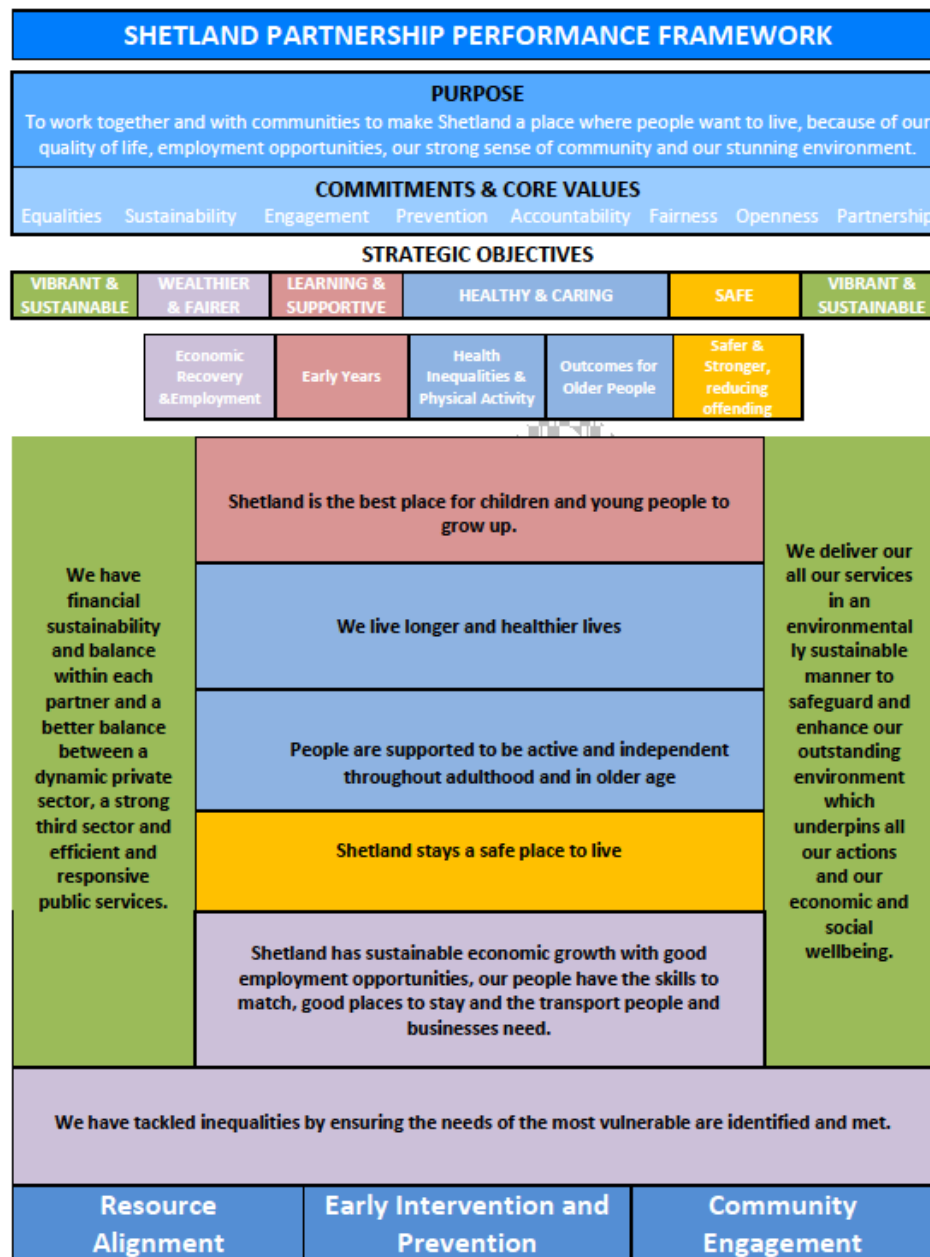 SHETLAND PARTNERSHIP PERFORMANCE FRAMEWORK
PURPOSE
To work together and with communities to make Shetland a place where people want to live, because of our
quality of life, employment opportunities, our strong sense of community and our stunning environment.
COMMITMENTS & CORE VALUES
Equalities Sustainability Engagement Prevention Accountability Fairness Openness Partnership
STRATEGIC OBJECTIVES
VIBRANT &
SUSTAINABLE
WEALTHIER
& FAIRER
LEARNING &
SUPPORTIVE
HEALTHY & CARING
SAFE
VIBRANT &
SUSTAINABLE
Economic
Recovery
&Employment
Early Years
Health
Inequalities &
Physical Activity
Outcomes for
Older People
Safer &
Stronger,
reducing
offending
We have
financial
sustainability
and balance
within each
partner and a
better balance
between a
dynamic private
sector, a strong
third sector and
efficient and
responsive
public services.
Shetland is the best place for children and young people to
grow up.
We live longer and healthier lives
People are supported to be active and independent
throughout adulthood and in older age
Shetland stays a safe place to live
Shetland has sustainable economic growth with good
employment opportunities, our people have the skills to
match, good places to stay and the transport people and
businesses need.
We deliver our
all our services
in an
environmental
ly sustainable
manner to
safeguard and
enhance our
outstanding
environment
which
underpins all
our actions
and our
economic and
social
wellbeing.
We have tackled inequalities by ensuring the needs of the most vulnerable are identified and met.
Resource
Alignment
Early Intervention and
Prevention
Community
Engagement